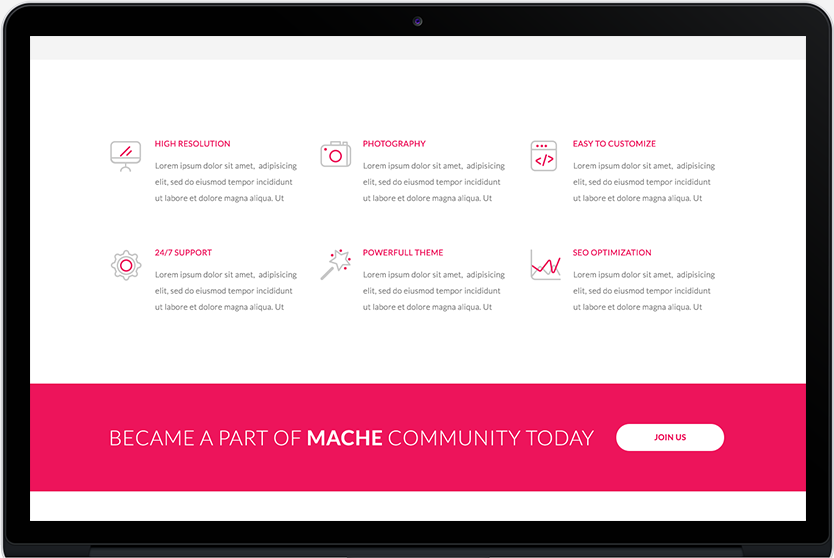 HIGH RESOLUTION
Lorem ipsum dolor sit amet, adipisicing
elit, sed do eiusmod tempor incididunt
ut labore et dolore magna aliqua. Ut
PHOTOGRAPHY
Lorem ipsum dolor sit amet, adipisicing
elit, sed do eiusmod tempor incididunt
ut labore et dolore magna aliqua. Ut
EASY TO CUSTOMIZE
Lorem ipsum dolor sit amet, adipisicing
elit, sed do eiusmod tempor incididunt
ut labore et dolore magna aliqua. Ut
24/7 SUPPORT
Lorem ipsum dolor sit amet, adipisicing
elit, sed do eiusmod tempor incididunt
ut labore et dolore magna aliqua. Ut
POWERFULL THEME
Lorem ipsum dolor sit amet, adipisicing
elit, sed do eiusmod tempor incididunt
ut labore et dolore magna aliqua. Ut
SEO OPTIMIZATION
Lorem ipsum dolor sit amet, adipisicing
elit, sed do eiusmod tempor incididunt
ut labore et dolore magna aliqua. Ut
BECAME A PART OF MACHE COMMUNITY TODAY
JOIN US